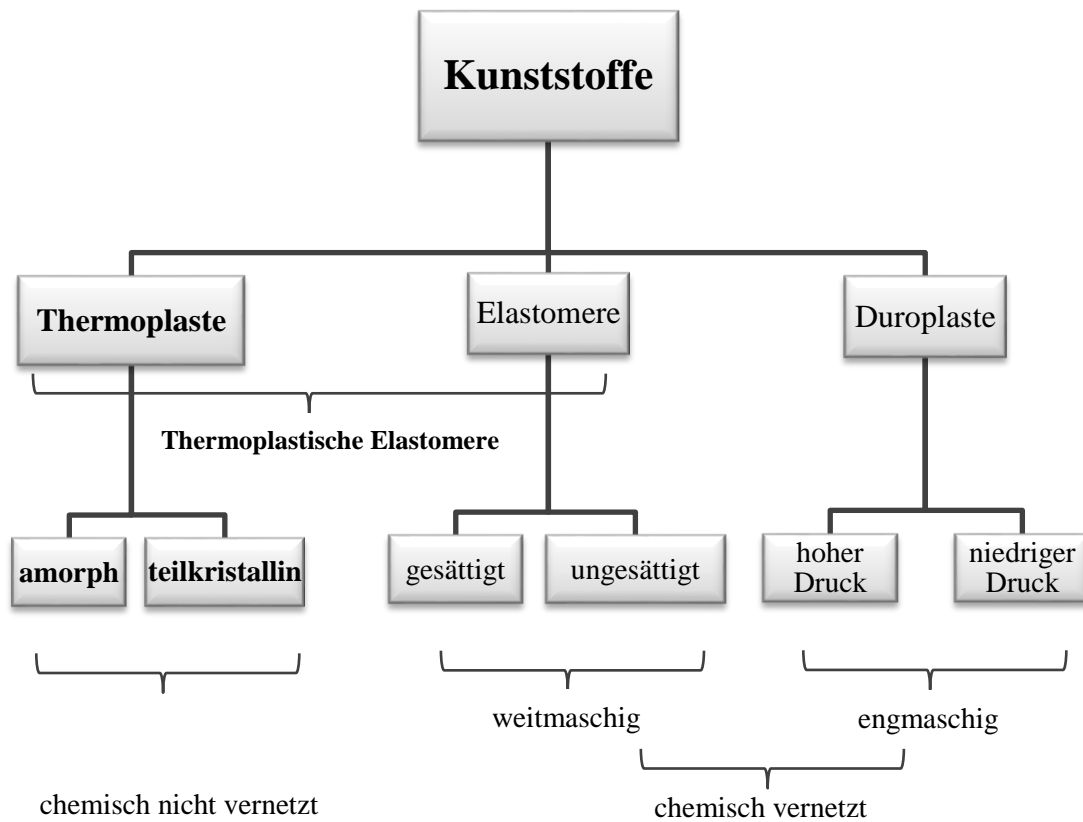 Kunststoffe
Thermoplaste
Elastomere
Duroplaste
Thermoplastische Elastomere
amorph
teilkristallin
gesättigt
ungesättigt
hoher
Druck
niedriger
Druck
weitmaschig
engmaschig
chemisch nicht vernetzt
chemisch vernetzt